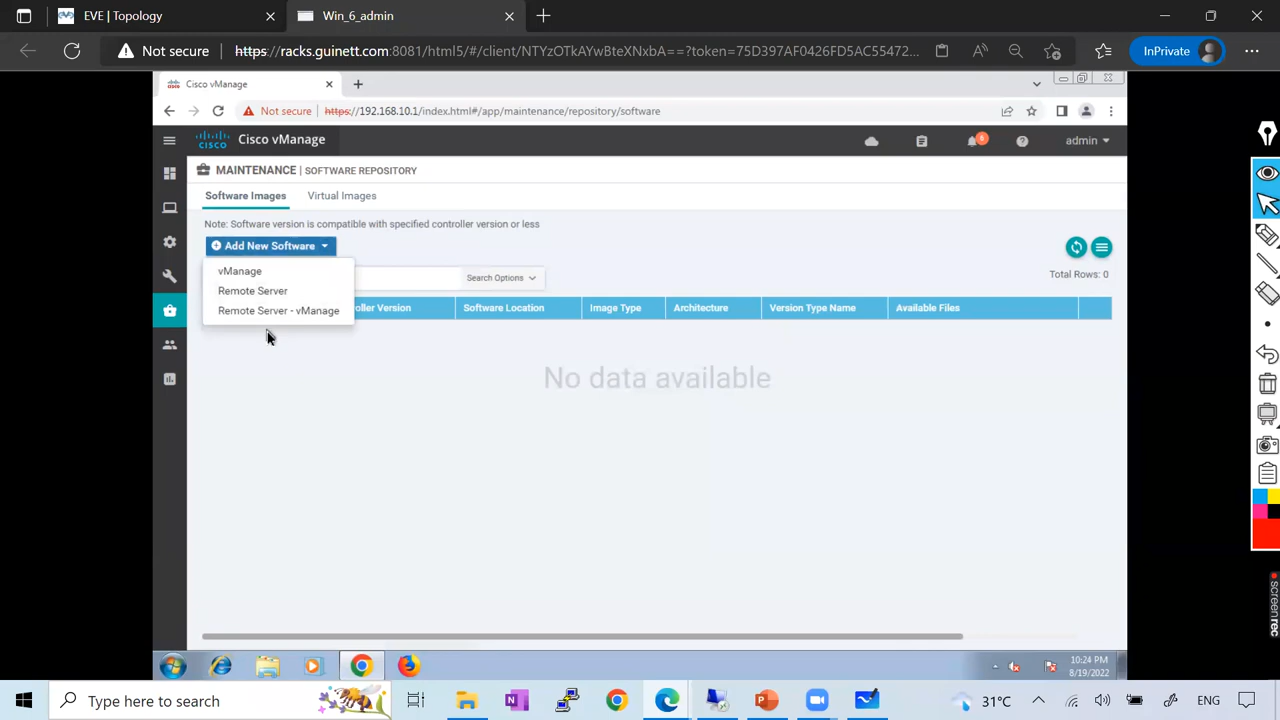 EVE | Topology
Win_6_admin
Not secure
https://racks.guinett.com:8081/html5/#/client/NTYzOTkAYwBteXNxbA==?token=75D397AF0426FD5AC55472...
InPrivate
Cisco vManage
Not secure
https://192.168.10.1/index.html#/app/maintenance/repository/software
CISCO
Cisco vManage
6
admin
MAINTENANCE | SOFTWARE REPOSITORY
Software Images
Virtual Images
Note: Software version is compatible with specified controller version or less
Add New Software
vManage
Remote Server
Remote Server - vManage
Search Options
Total Rows: 0
oller Version
Software Location
Image Type
Architecture
Version Type Name
Available Files
No data available
10:24 PM
8/19/2022
screenrec
Type here to search
31°C
ENG